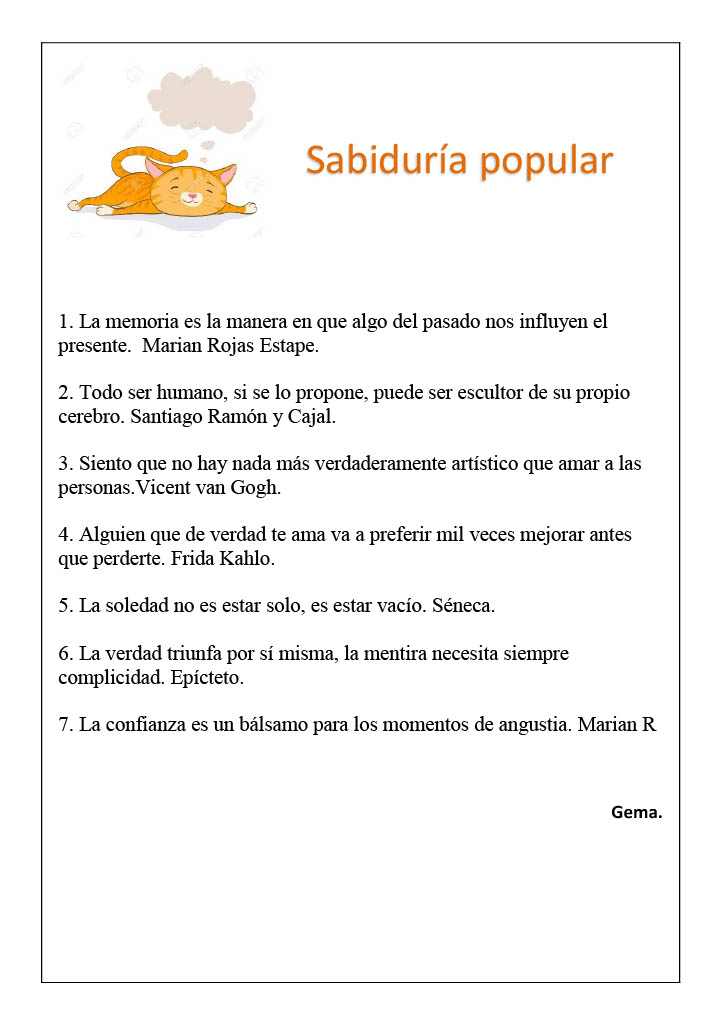 Sabiduría popular
1. La memoria es la manera en que algo del pasado nos influyen el
presente.  Marian Rojas Estape.
2. Todo ser humano, si se lo propone, puede ser escultor de su propio
cerebro. Santiago Ramón y Cajal.
3. Siento que no hay nada más verdaderamente artístico que amar a las
personas.Vicent van Gogh.
4. Alguien que de verdad te ama va a preferir mil veces mejorar antes
que perderte. Frida Kahlo.
5. La soledad no es estar solo, es estar vacío. Séneca.
6. La verdad triunfa por sí misma, la mentira necesita siempre
complicidad. Epícteto.
7. La confianza es un bálsamo para los momentos de angustia. Marian R
Gema.